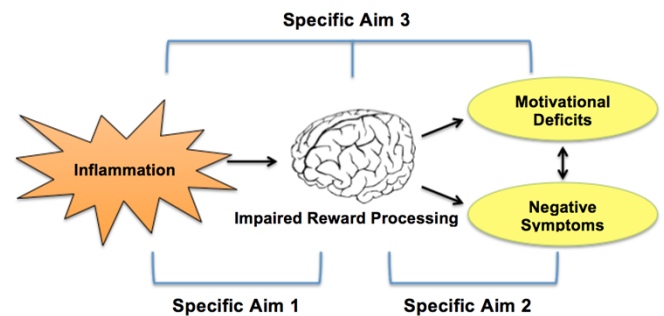 Specific Aim 3
Motivational
Deficits
Inflammation
Impaired Reward Processing
Negative
Symptoms
Specific Aim 1
Specific Aim 2